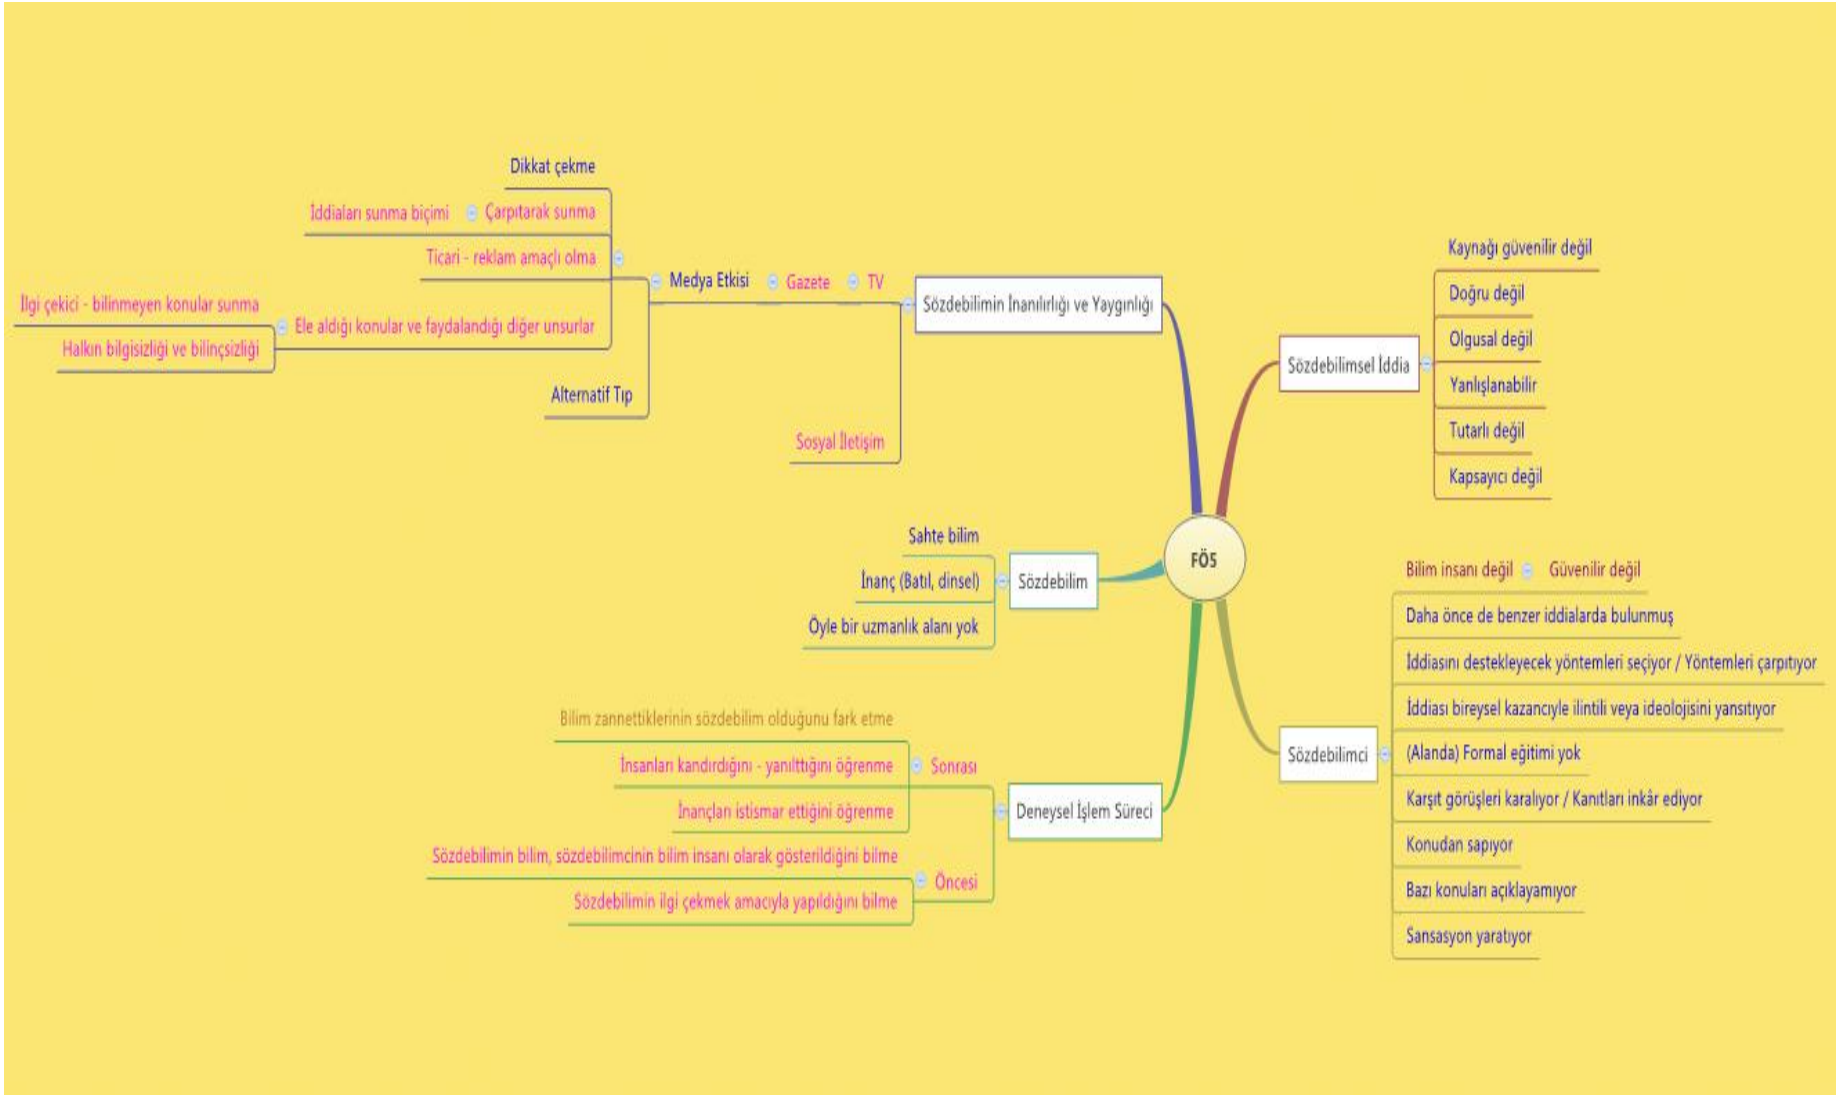 Dikkat çekme
İddiaları sunma biçimi
Çarpıtarak sunma
Ticari - reklam amaçlı olma
İlgi çekici - bilinmeyen konular sunma
Halkın bilgisizliği ve bilinçsizliği
Ele aldığı konular ve faydalandığı diğer unsurlar
Alternatif Tıp
Medya Etkisi
Gazete
TV
Sosyal İletişim
Sözdebilimin İnanılırlığı ve Yaygınlığı
Sahte bilim
İnanç (Batıl, dinsel)
Öyle bir uzmanlık alanı yok
Sözdebilim
Bilim zannettiklerinin sözdebilim olduğunu fark etme
İnsanları kandırdığını - yanılttığını öğrenme
İnançları istismar ettiğini öğrenme
Sonrası
Sözdebilimin bilim, sözdebilimcinin bilim insanı olarak gösterildiğini bilme
Sözdebilimin ilgi çekmek amacıyla yapıldığını bilme
Öncesi
Deneysel İşlem Süreci
FÖ5
Sözdebilimsel İddia
Kaynağı güvenilir değil
Doğru değil
Olgusal değil
Yanlışlanabilir
Tutarlı değil
Kapsayıcı değil
Sözdebilimci
Bilim insanı değil
Güvenilir değil
Daha önce de benzer iddialarda bulunmuş
İddiasını destekleyecek yöntemleri seçiyor / Yöntemleri çarpıtıyor
İddiası bireysel kazancıyle ilintili veya ideolojisini yansıtıyor
(Alanda) Formal eğitimi yok
Karşıt görüşleri karalıyor / Kanıtları inkâr ediyor
Konudan sapıyor
Bazı konuları açıklayamıyor
Sansasyon yaratıyor